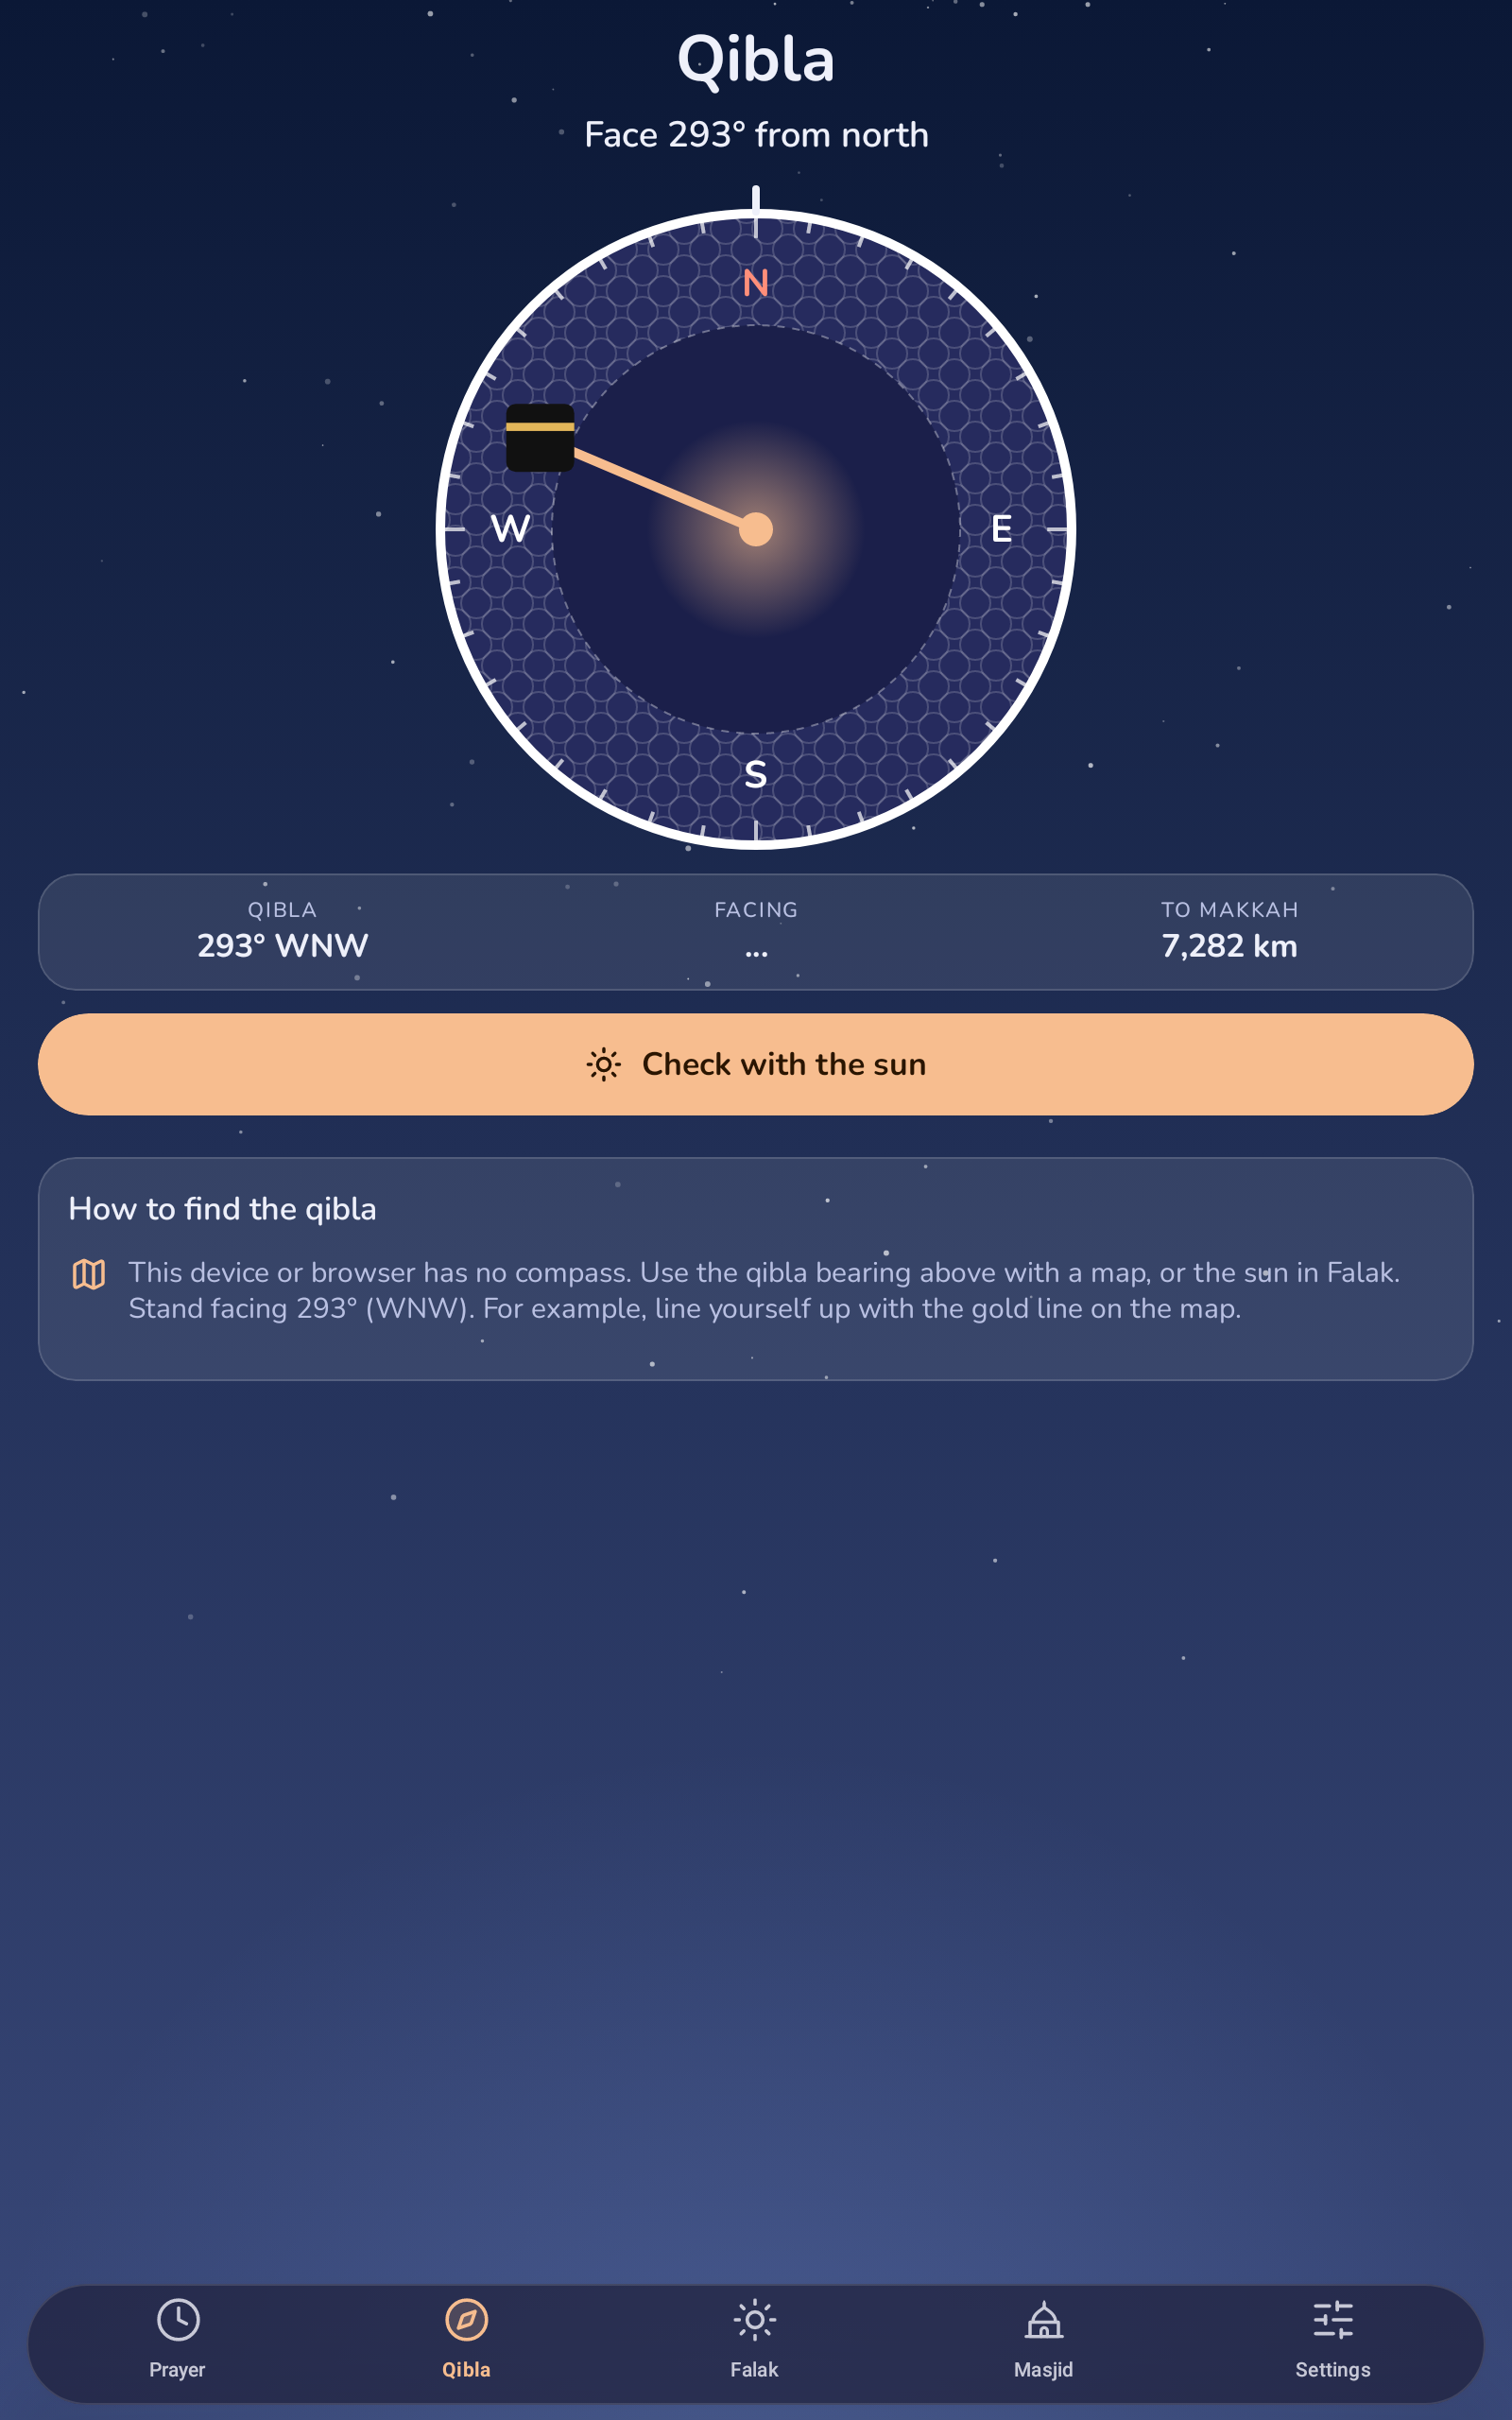 Qibla
Face 293° from north
N
W
E
S
QIBLA
293° WNW
FACING
...
TO MAKKAH
7,282 km
Check with the sun
How to find the qibla
This device or browser has no compass. Use the qibla bearing above with a map, or the sun in Falak.
Stand facing 293° (WNW). For example, line yourself up with the gold line on the map.
Prayer
Qibla
Falak
Masjid
Settings